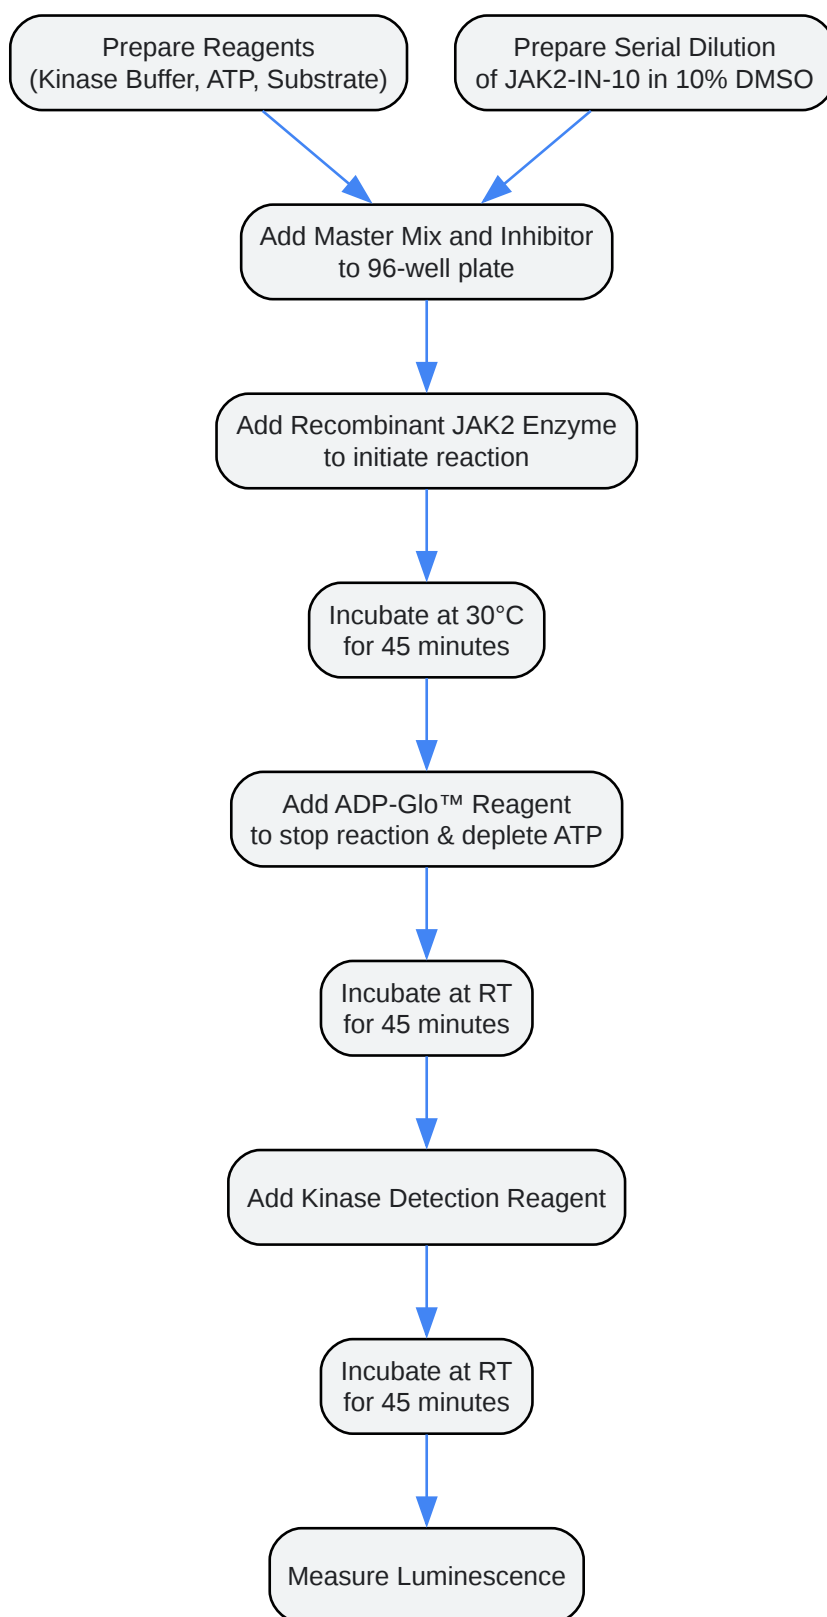 Prepare Reagents
(Kinase Buffer, ATP, Substrate)
Prepare Serial Dilution
of JAK2-IN-10 in 10% DMSO
Add Master Mix and Inhibitor
to 96-well plate
Add Recombinant JAK2 Enzyme
to initiate reaction
Incubate at 30°C
for 45 minutes
Add ADP-Glo™ Reagent
to stop reaction & deplete ATP
Incubate at RT
for 45 minutes
Add Kinase Detection Reagent
Incubate at RT
for 45 minutes
Measure Luminescence